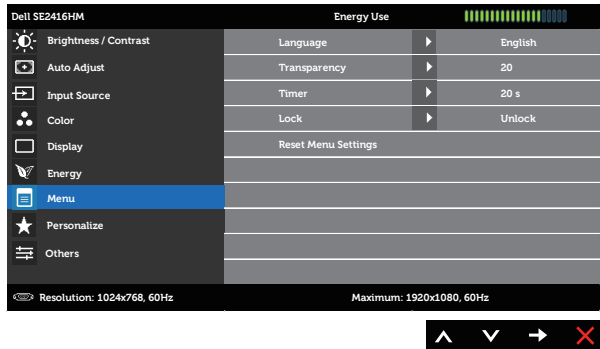 Dell SE2416HM Energy Use
Brightness / Contrast Language English
Auto Adjust Transparency 20
Input Source Timer 20 s
Color Lock Unlock
Display Reset Menu Settings
Energy
Menu
Personalize
Others
Resolution: 1024x768, 60Hz Maximum: 1920x1080, 60Hz